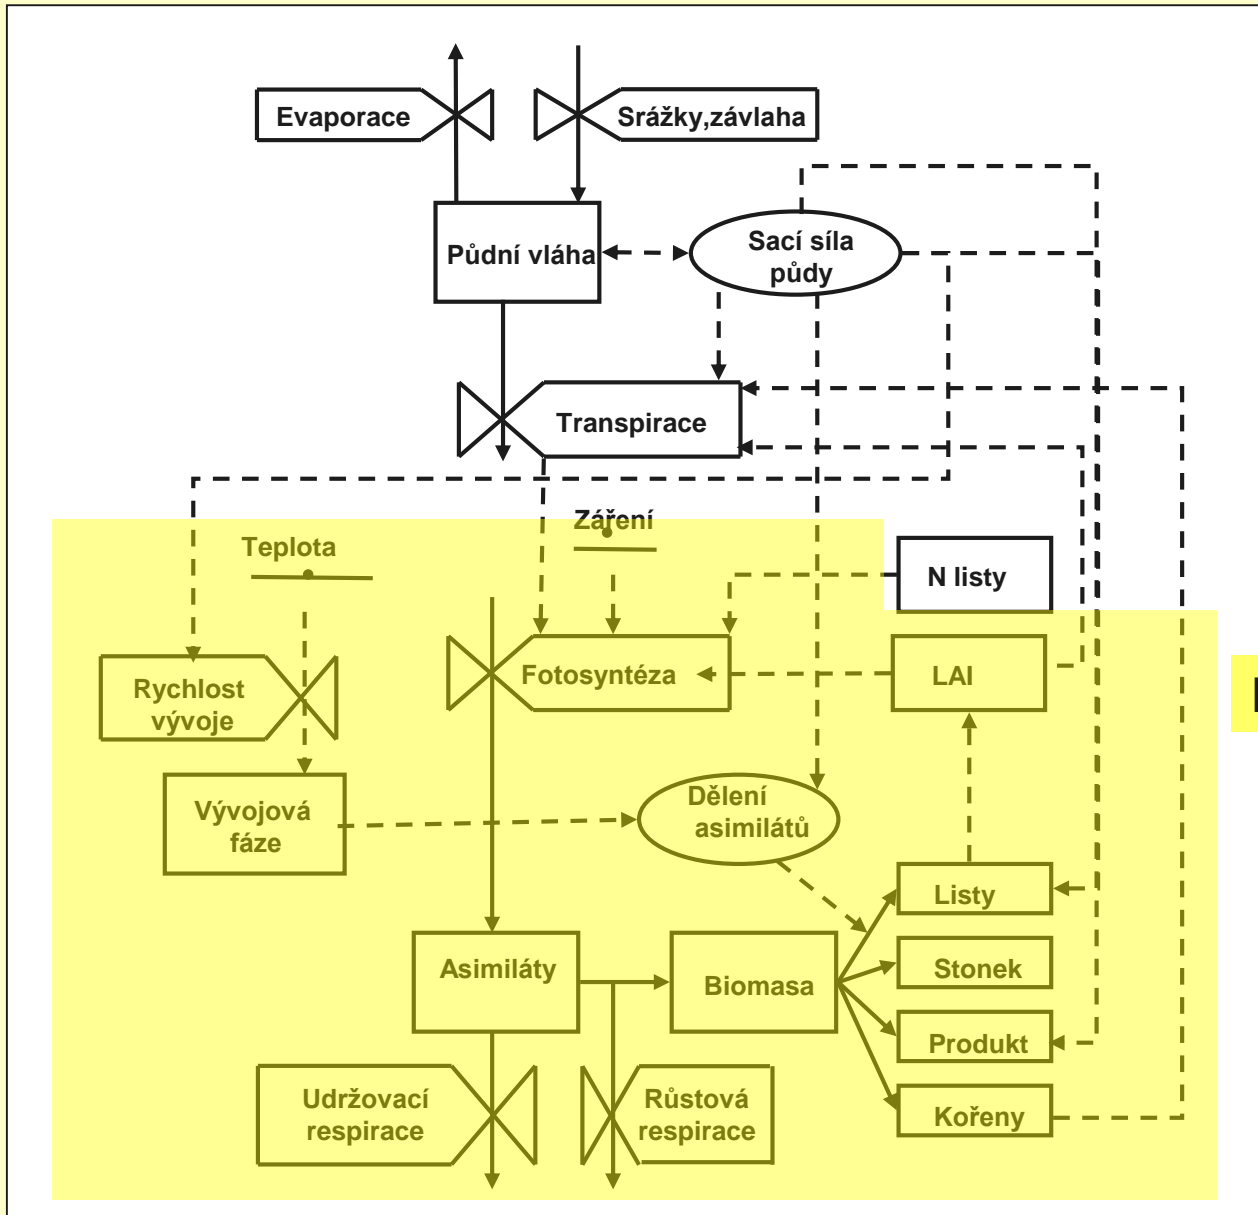 Evaporace
Srážky,závlaha
Půdní vláha
Sací síla
půdy
Transpirace
Záření
Teplota
N listy
Rychlost
vývoje
Fotosyntéza
LAI
Vývojová
fáze
Dělení
asimilátů
Listy
Asimiláty
Biomasa
Stonek
Produkt
Udržovací
respirace
Růstová
respirace
Kořeny